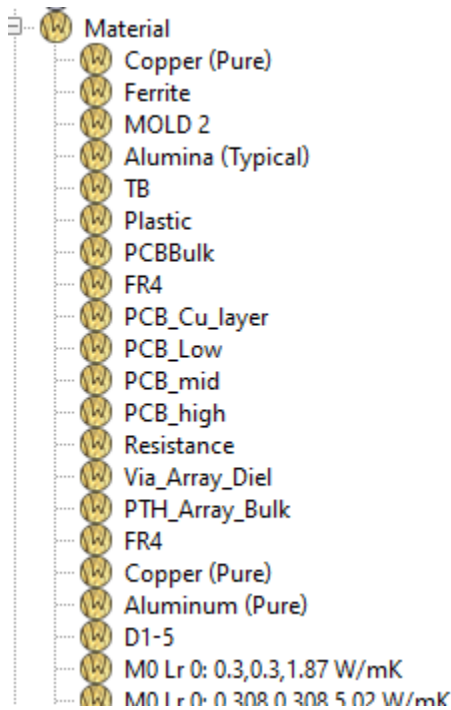 Material
Copper (Pure)
Ferrite
MOLD 2
Alumina (Typical)
TB
Plastic
PCBBulk
FR4
PCB_Cu_layer
PCB_Low
PCB_mid
PCB_high
Resistance
Via_Array_Diel
PTH_Array_Bulk
FR4
Copper (Pure)
Aluminum (Pure)
D1-5
M0 Lr 0: 0.3,0.3,1.87 W/mK
M0 Lr 0: 0.308,0.308,5.02 W/mK